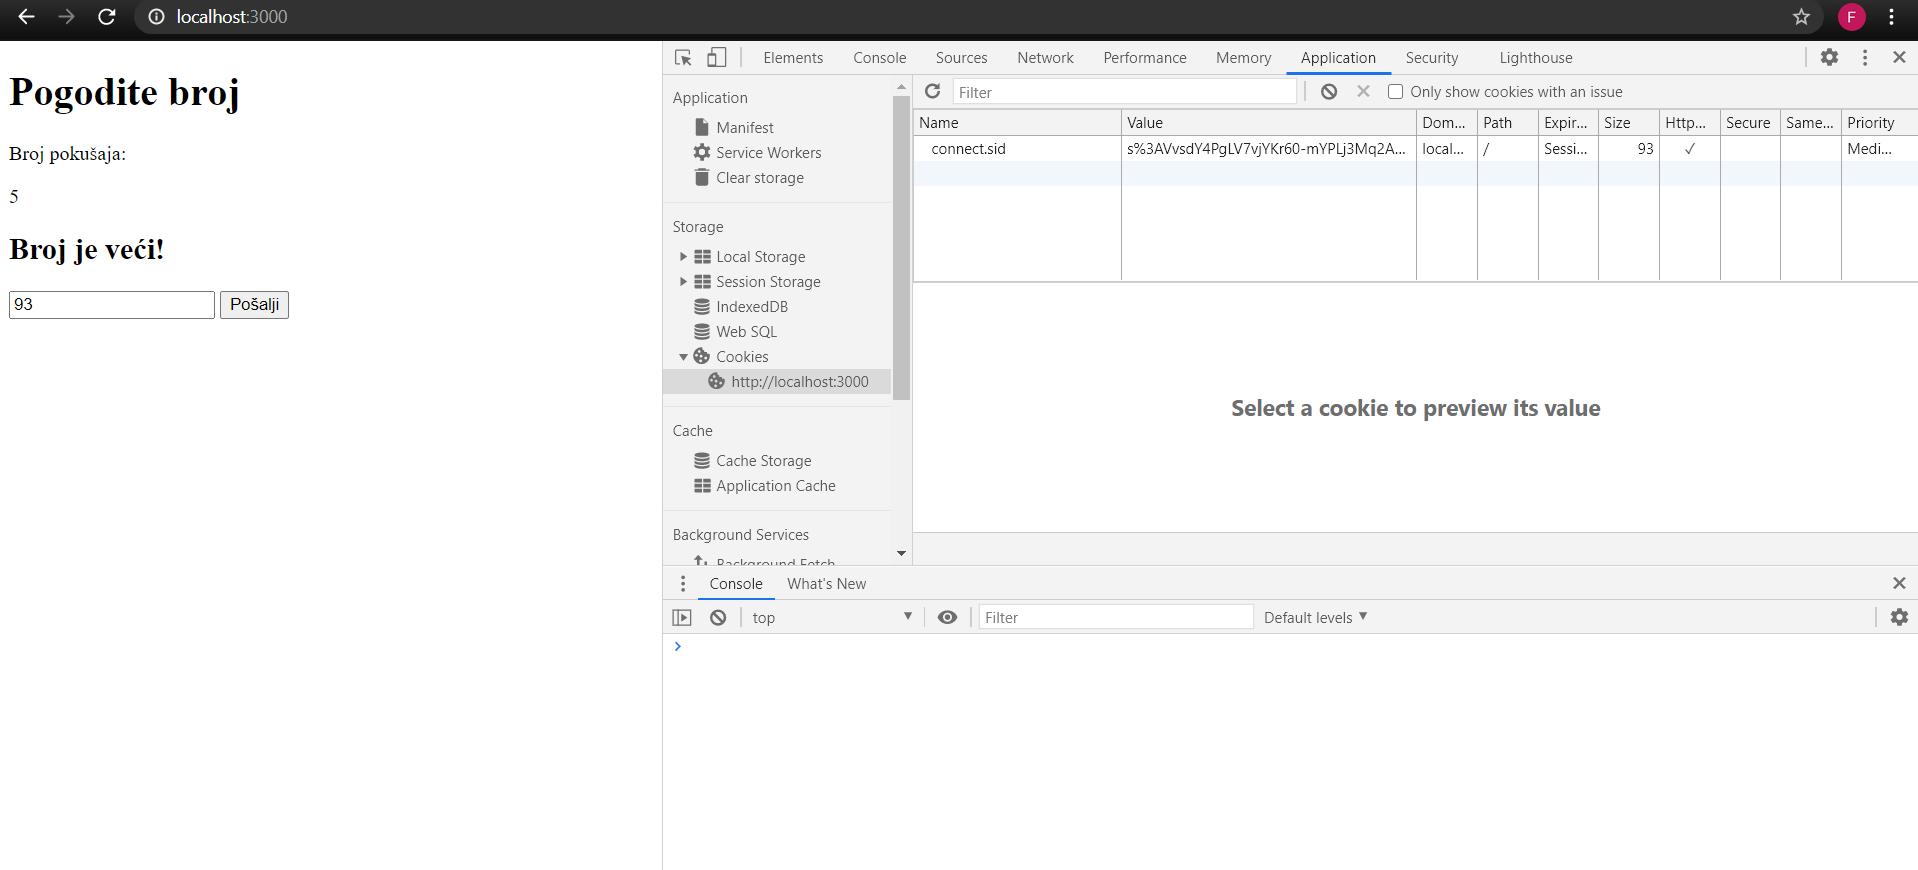 localhost:3000
F
Pogodite broj
Broj pokušaja:
5
Broj je veći!
93
Pošalji
Elements Console Sources Network Performance Memory Application Security Lighthouse
Application
Manifest
Service Workers
Clear storage
Storage
Local Storage
Session Storage
IndexedDB
Web SQL
Cookies
http://localhost:3000
Cache
Cache Storage
Application Cache
Background Services
Background Fetch
Filter
Only show cookies with an issue
Name Value Dom... Path Expir... Size Http... Secure Same... Priority
connect.sid s%3AVvsdY4PgLV7vjYKr60-mYPLj3Mq2A... local... / Sessi... 93 ✓ Medi...
Select a cookie to preview its value
Console What's New
top Filter Default levels